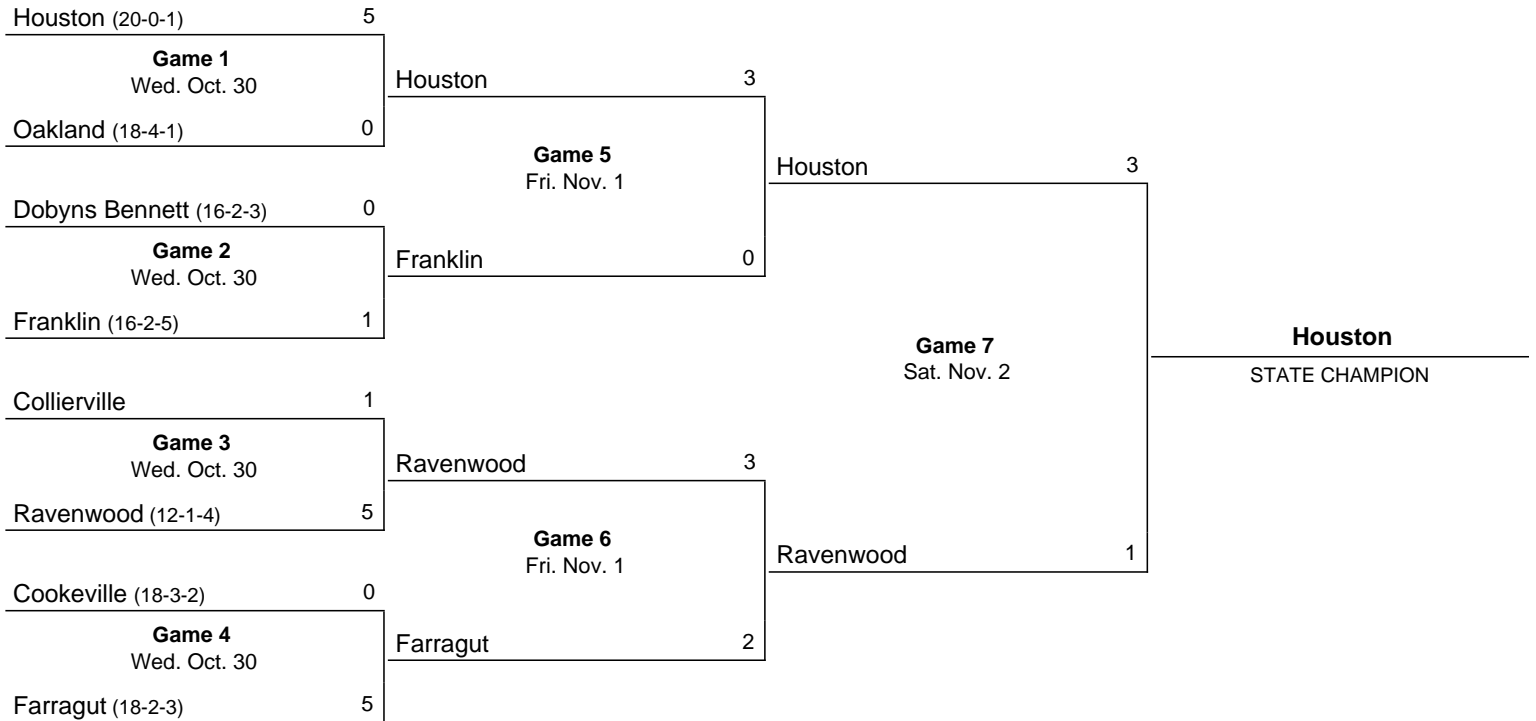 Houston (20-0-1) 5
Game 1
Wed. Oct. 30
Oakland (18-4-1) 0
Dobyns Bennett (16-2-3) 0
Game 2
Wed. Oct. 30
Franklin (16-2-5) 1
Collierville 1
Game 3
Wed. Oct. 30
Ravenwood (12-1-4) 5
Cookeville (18-3-2) 0
Game 4
Wed. Oct. 30
Farragut (18-2-3) 5
Houston 3
Game 5
Fri. Nov. 1
Franklin 0
Ravenwood 3
Game 6
Fri. Nov. 1
Farragut 2
Houston 3
Game 7
Sat. Nov. 2
Ravenwood 1
Houston
STATE CHAMPION